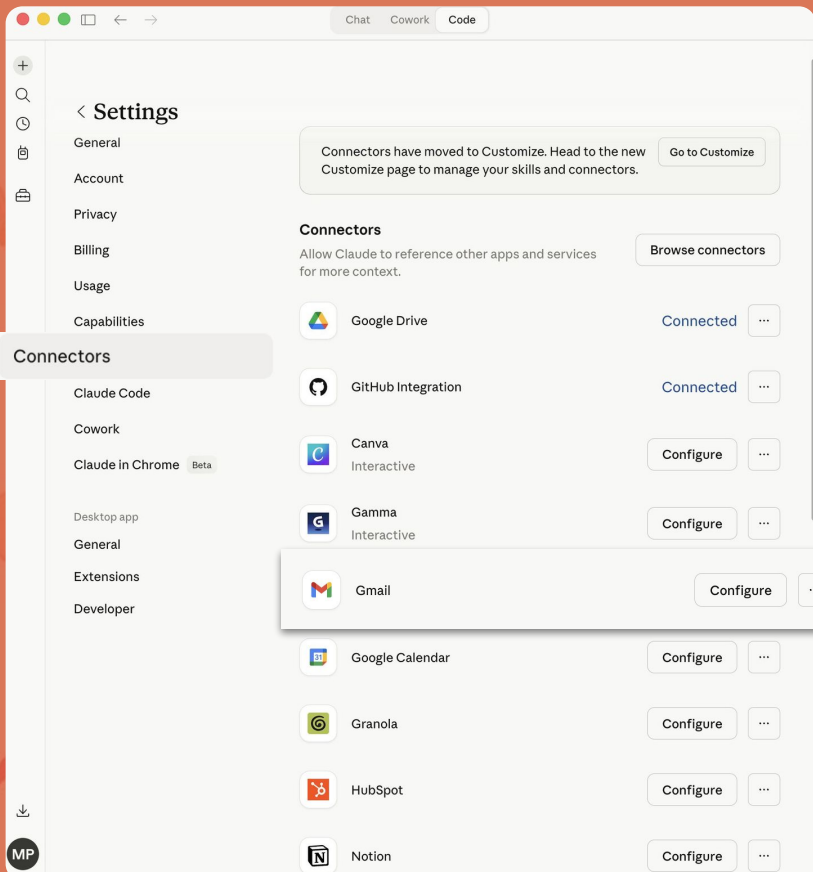 Chat Cowork Code
Settings
General
Account
Privacy
Billing
Usage
Capabilities
Connectors
Claude Code
Cowork
Claude in Chrome Beta
Desktop app
General
Extensions
Developer
MP
Connectors have moved to Customize. Head to the new
Customize page to manage your skills and connectors.
Go to Customize
Connectors
Allow Claude to reference other apps and services
for more context.
Browse connectors
Google Drive Connected
GitHub Integration Connected
Canva
Interactive
Configure
Gamma
Interactive
Configure
Gmail Configure
31
Google Calendar Configure
Granola Configure
HubSpot Configure
Notion Configure